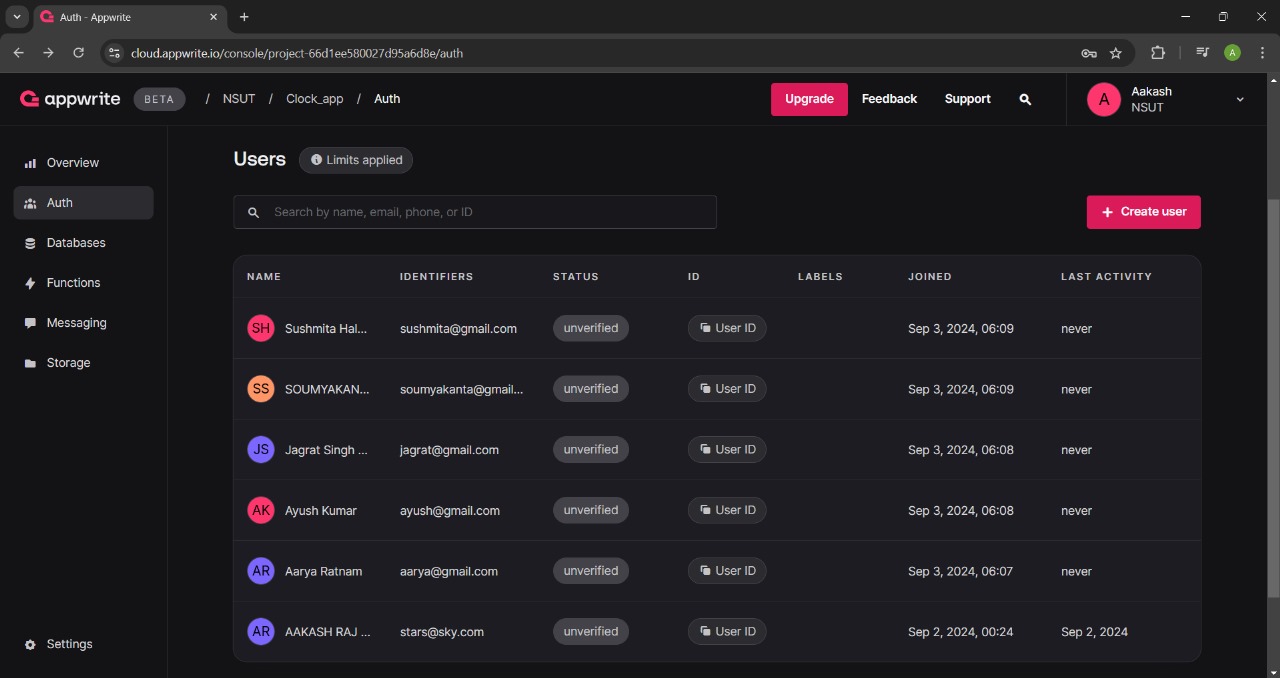 Auth - Appwrite
cloud.appwrite.io/console/project-66d1ee580027d95a6d8e/auth
A
appwrite BETA / NSUT / Clock_app / Auth Upgrade Feedback Support A Aakash NSUT
Overview
Auth
Databases
Functions
Messaging
Storage
Settings
Users Limits applied
Search by name, email, phone, or ID
+ Create user
NAME IDENTIFIERS STATUS ID LABELS JOINED LAST ACTIVITY
SH Sushmita Hal... sushmita@gmail.com unverified User ID Sep 3, 2024, 06:09 never
SS SOUMYAKAN... soumyakanta@gmail... unverified User ID Sep 3, 2024, 06:09 never
JS Jagrat Singh ... jagrat@gmail.com unverified User ID Sep 3, 2024, 06:08 never
AK Ayush Kumar ayush@gmail.com unverified User ID Sep 3, 2024, 06:08 never
AR Aarya Ratnam aarya@gmail.com unverified User ID Sep 3, 2024, 06:07 never
AR AAKASH RAJ ... stars@sky.com unverified User ID Sep 2, 2024, 00:24 Sep 2, 2024